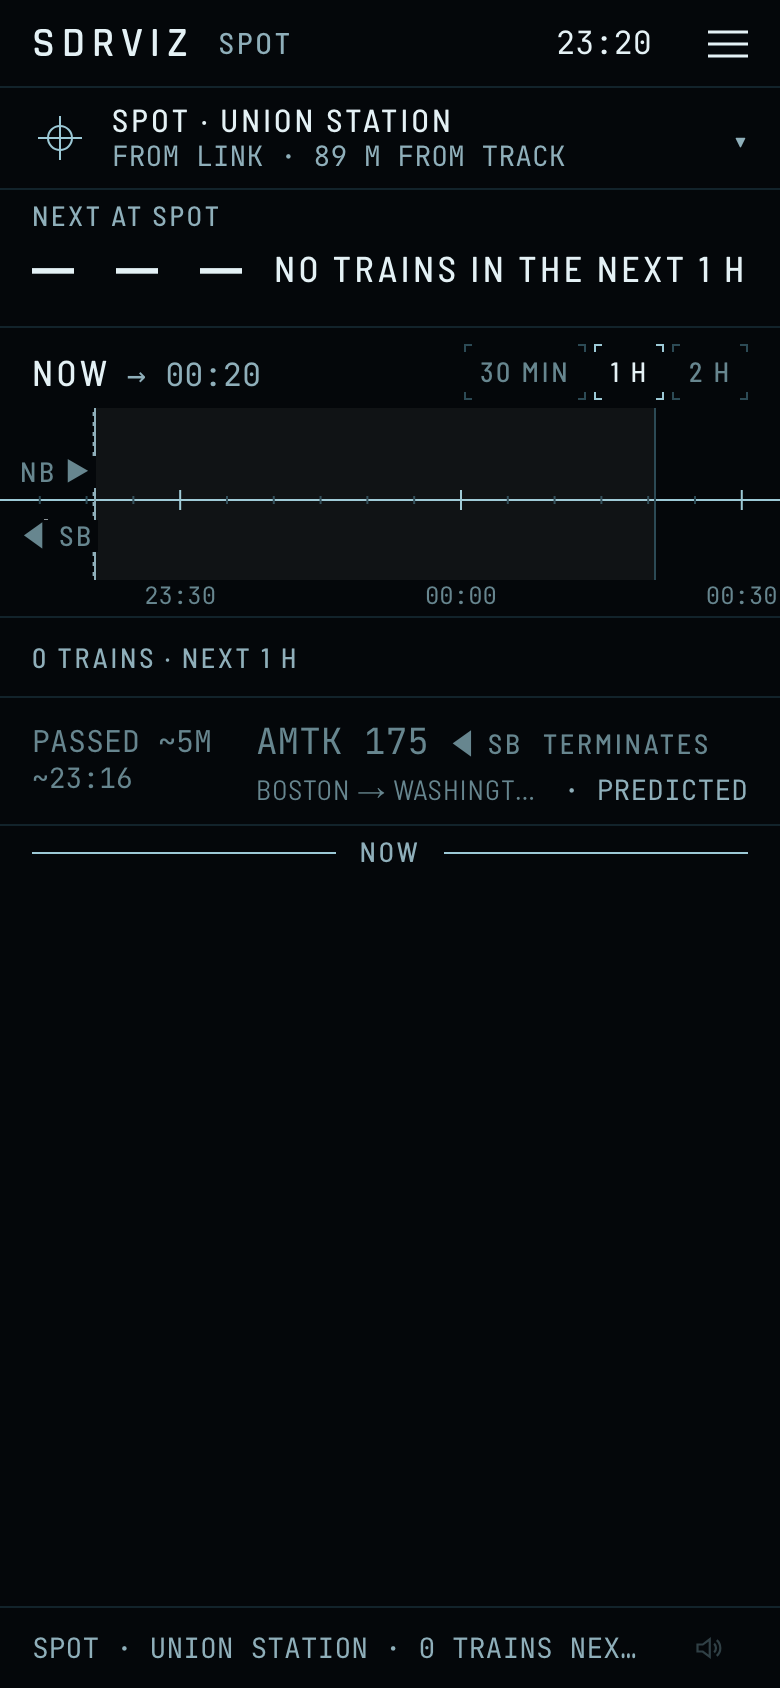 SDRVIZ SPOT 23:20
SPOT · UNION STATION
FROM LINK · 89 M FROM TRACK ▾
NEXT AT SPOT
— — — NO TRAINS IN THE NEXT 1 H
NOW → 00:20 30 MIN 1 H 2 H
NB ▶
◀ SB
23:30 00:00 00:30
0 TRAINS · NEXT 1 H
PASSED ~5M AMTK 175 ◀ SB TERMINATES
~23:16 BOSTON → WASHINGT… · PREDICTED
NOW
SPOT · UNION STATION · 0 TRAINS NEX…